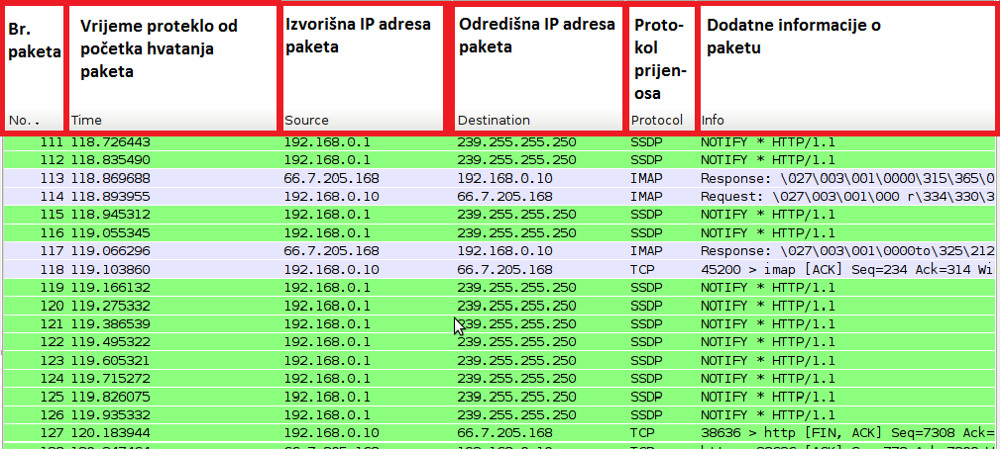 Br. paketa
Vrijeme proteklo od početka hvatanja paketa
Izvorišna IP adresa paketa
Odredišna IP adresa paketa
Proto-
kol
prijen-
osa
Dodatne informacije o paketu
No. Time Source Destination Protocol Info
111 118.726443 192.168.0.1 239.255.255.250 SSDP NOTIFY * HTTP/1.1
112 118.835490 192.168.0.1 239.255.255.250 SSDP NOTIFY * HTTP/1.1
113 118.869688 66.7.205.168 192.168.0.10 IMAP Response: \027\003\001\0000\315\365\0
114 118.893955 192.168.0.10 66.7.205.168 IMAP Request: \027\003\001\000 r\334\330\3
115 118.945312 192.168.0.1 239.255.255.250 SSDP NOTIFY * HTTP/1.1
116 119.055345 192.168.0.1 239.255.255.250 SSDP NOTIFY * HTTP/1.1
117 119.066296 66.7.205.168 192.168.0.10 IMAP Response: \027\003\001\0000to\325\212
118 119.103860 192.168.0.10 66.7.205.168 TCP 45200 > imap [ACK] Seq=234 Ack=314 Wi
119 119.166132 192.168.0.1 239.255.255.250 SSDP NOTIFY * HTTP/1.1
120 119.275332 192.168.0.1 239.255.255.250 SSDP NOTIFY * HTTP/1.1
121 119.386539 192.168.0.1 239.255.255.250 SSDP NOTIFY * HTTP/1.1
122 119.495322 192.168.0.1 239.255.255.250 SSDP NOTIFY * HTTP/1.1
123 119.605321 192.168.0.1 239.255.255.250 SSDP NOTIFY * HTTP/1.1
124 119.715272 192.168.0.1 239.255.255.250 SSDP NOTIFY * HTTP/1.1
125 119.826075 192.168.0.1 239.255.255.250 SSDP NOTIFY * HTTP/1.1
126 119.935332 192.168.0.1 239.255.255.250 SSDP NOTIFY * HTTP/1.1
127 120.183944 192.168.0.10 66.7.205.168 TCP 38636 > http [FIN, ACK] Seq=7308 Ack=